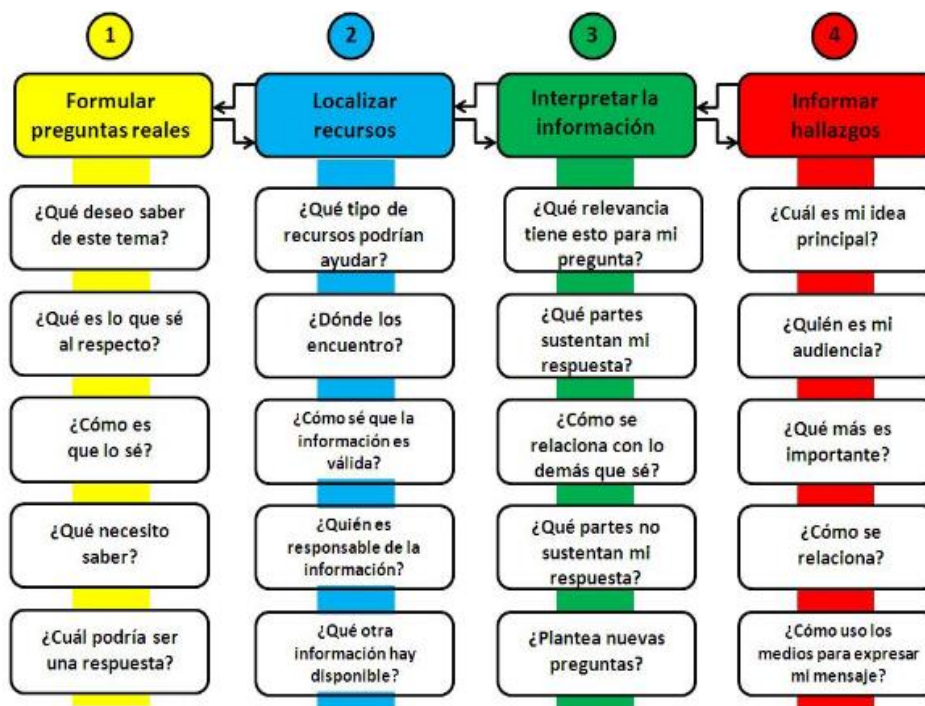 1
Formular
preguntas reales
¿Qué deseo saber
de este tema?
¿Qué es lo que sé
al respecto?
¿Cómo es
que lo sé?
¿Qué necesito
saber?
¿Cuál podría ser
una respuesta?
2
Localizar
recursos
¿Qué tipo de
recursos podrían
ayudar?
¿Dónde los
encuentro?
¿Cómo sé que la
información es
válida?
¿Quién es
responsable de la
información?
¿Qué otra
información hay
disponible?
3
Interpretar la
información
¿Qué relevancia
tiene esto para mi
pregunta?
¿Qué partes
sustentan mi
respuesta?
¿Cómo se
relaciona con lo
demás que sé?
¿Qué partes no
sustentan mi
respuesta?
¿Plantea nuevas
preguntas?
4
Informar
hallazgos
¿Cuál es mi idea
principal?
¿Quién es mi
audiencia?
¿Qué más es
importante?
¿Cómo se
relaciona?
¿Cómo uso los
medios para expresar
mi mensaje?